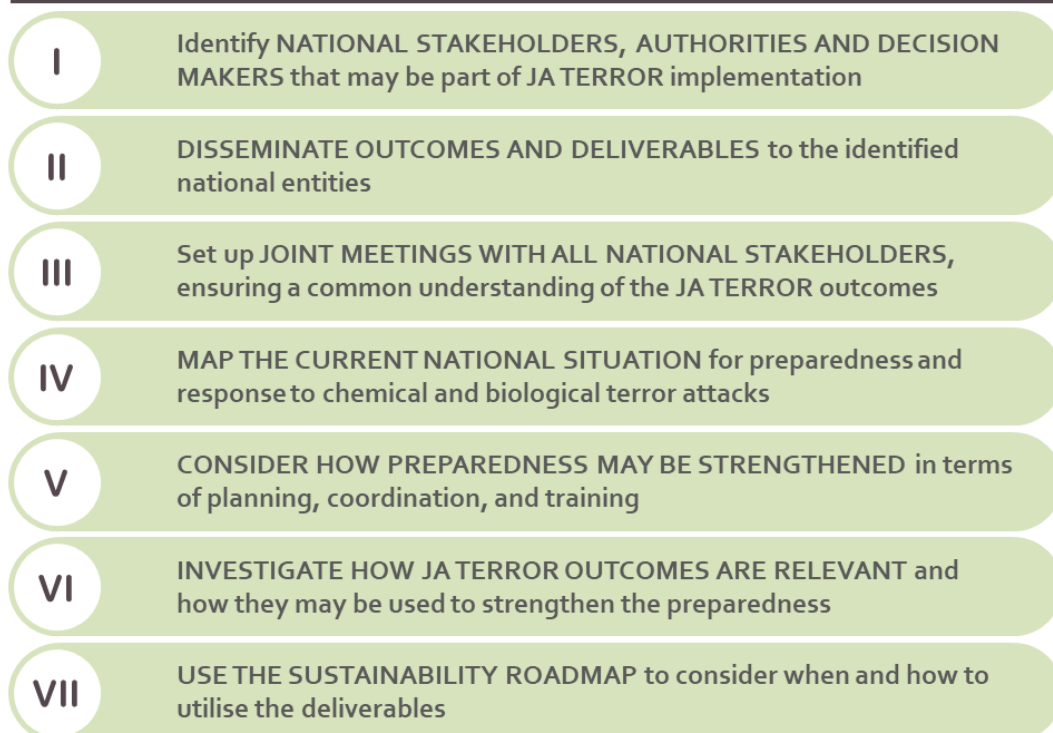 I
Identify NATIONAL STAKEHOLDERS, AUTHORITIES AND DECISION
MAKERS that may be part of JA TERROR implementation
II
DISSEMINATE OUTCOMES AND DELIVERABLES to the identified
national entities
III
Set up JOINT MEETINGS WITH ALL NATIONAL STAKEHOLDERS,
ensuring a common understanding of the JA TERROR outcomes
IV
MAP THE CURRENT NATIONAL SITUATION for preparedness and
response to chemical and biological terror attacks
V
CONSIDER HOW PREPAREDNESS MAY BE STRENGTHENED in terms
of planning, coordination, and training
VI
INVESTIGATE HOW JA TERROR OUTCOMES ARE RELEVANT and
how they may be used to strengthen the preparedness
VII
USE THE SUSTAINABILITY ROADMAP to consider when and how to
utilise the deliverables